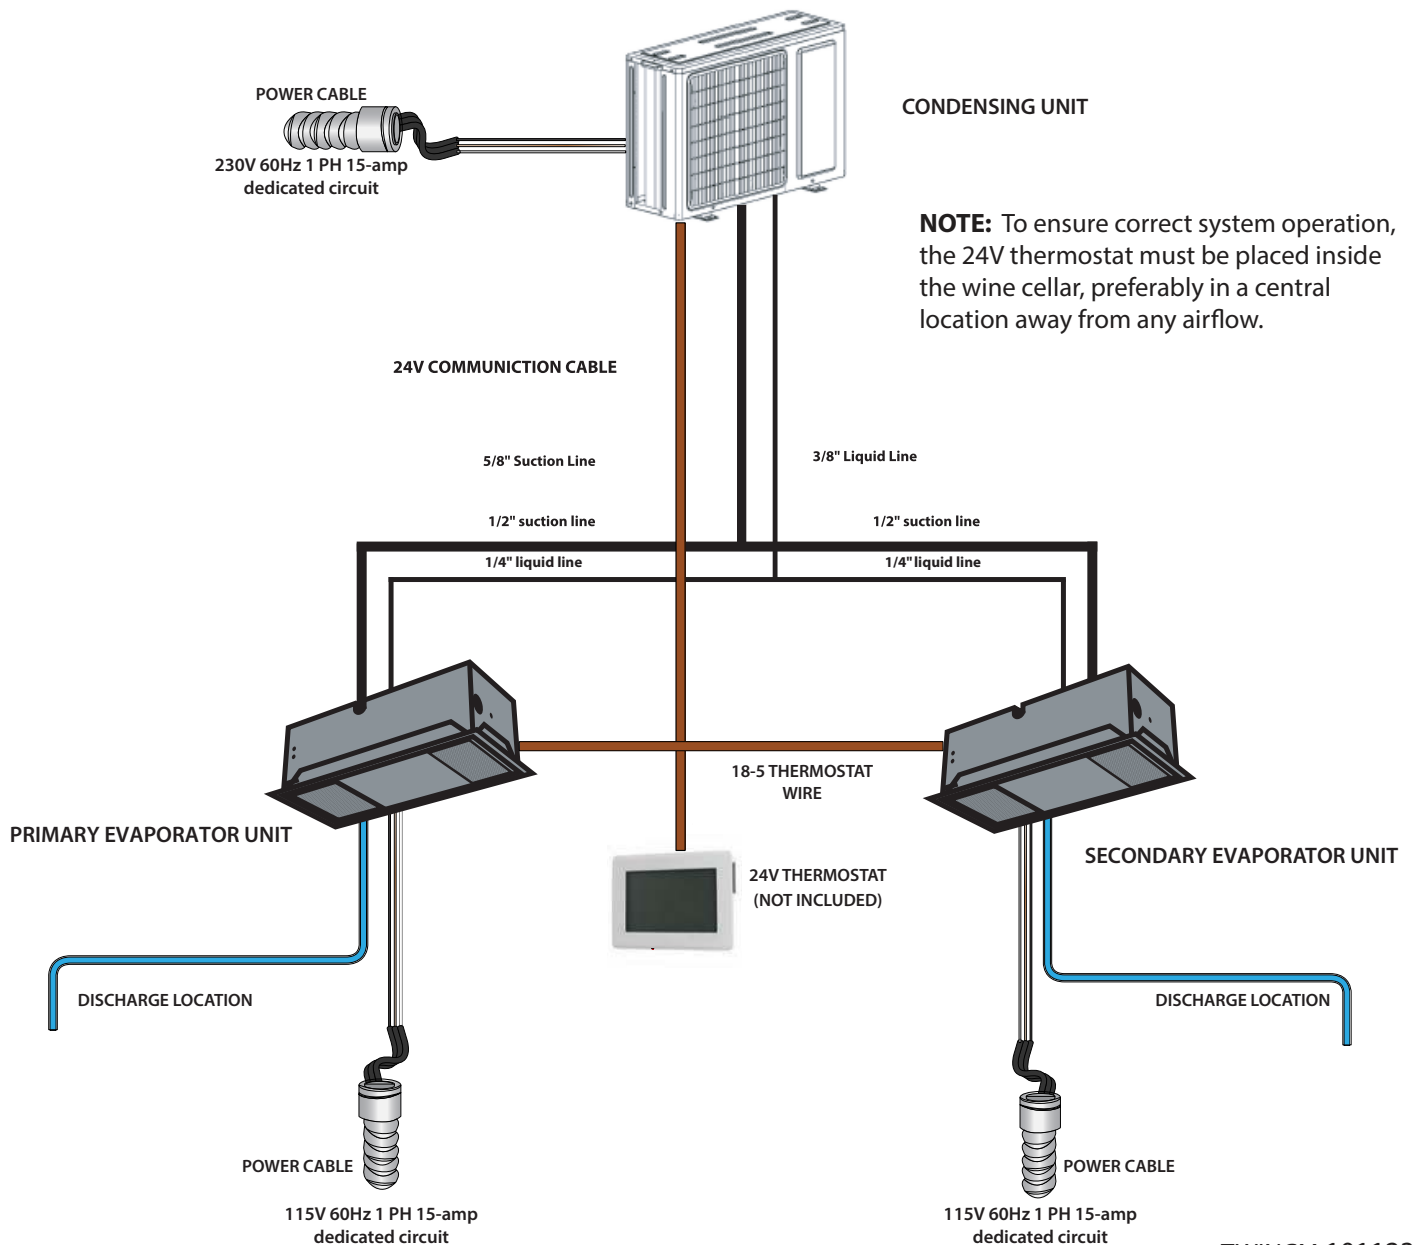 POWER CABLE
230V 60Hz 1 PH 15-amp
dedicated circuit
CONDENSING UNIT
NOTE: To ensure correct system operation,
the 24V thermostat must be placed inside
the wine cellar, preferably in a central
location away from any airflow.
24V COMMUNICTION CABLE
5/8" Suction Line
3/8" Liquid Line
1/2" suction line
1/2" suction line
1/4" liquid line
1/4" liquid line
18-5 THERMOSTAT
WIRE
PRIMARY EVAPORATOR UNIT
SECONDARY EVAPORATOR UNIT
24V THERMOSTAT
(NOT INCLUDED)
DISCHARGE LOCATION
DISCHARGE LOCATION
POWER CABLE
115V 60Hz 1 PH 15-amp
dedicated circuit
POWER CABLE
115V 60Hz 1 PH 15-amp
dedicated circuit